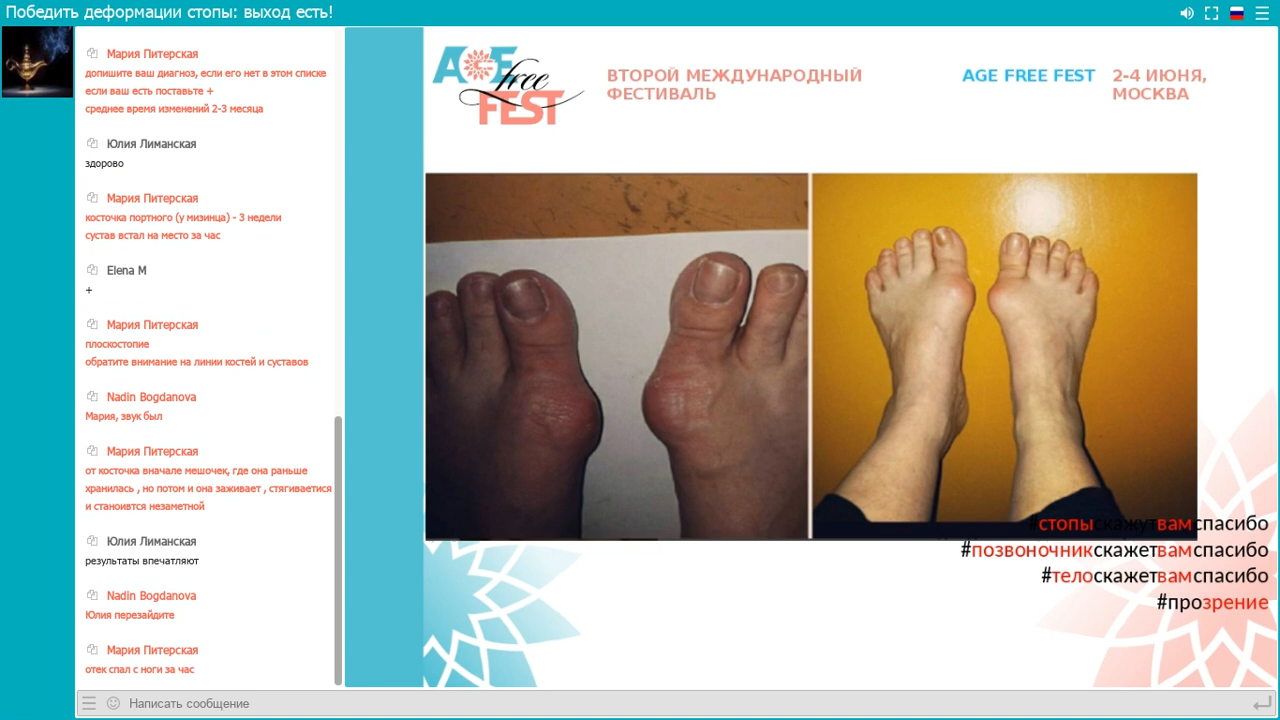 Победить деформации стопы: выход есть!
Мария Питерская
допишите ваш диагноз, если его нет в этом списке
если ваш есть поставьте +
среднее время изменений 2-3 месяца
Юлия Лиманская
здорово
Мария Питерская
косточка портного (у мизинца) - 3 недели
сустав встал на место за час
Elena M
+
Мария Питерская
плоскостопие
обратите внимание на линии костей и суставов
Nadin Bogdanova
Мария, звук был
Мария Питерская
от косточка вначале мешочек, где она раньше
хранилась , но потом и она заживает , стягиваетися
и станоивтся незаметной
Юлия Лиманская
результаты впечатляют
Nadin Bogdanova
Юлия перезайдите
Мария Питерская
отек спал с ноги за час
Написать сообщение
AGE
free
FEST
ВТОРОЙ МЕЖДУНАРОДНЫЙ
ФЕСТИВАЛЬ
AGE FREE FEST
2-4 ИЮНЯ,
МОСКВА
#стопыскажутвамспасибо
#позвоночникскажетвамспасибо
#телоскажетвамспасибо
#прозрение